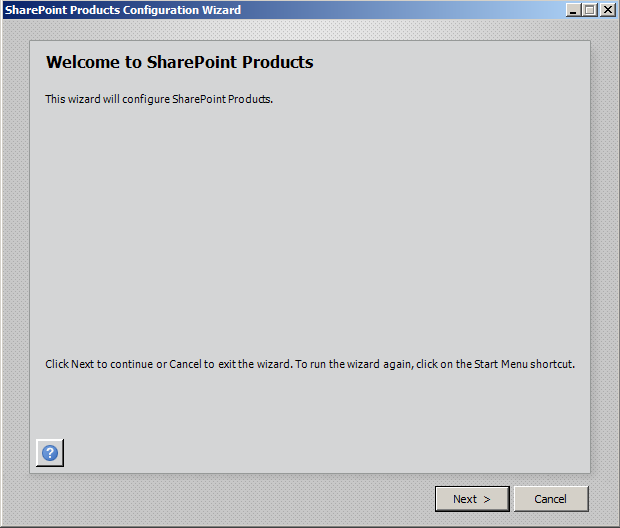 SharePoint Products Configuration Wizard
Welcome to SharePoint Products
This wizard will configure SharePoint Products.
Click Next to continue or Cancel to exit the wizard. To run the wizard again, click on the Start Menu shortcut.
?
Next >
Cancel